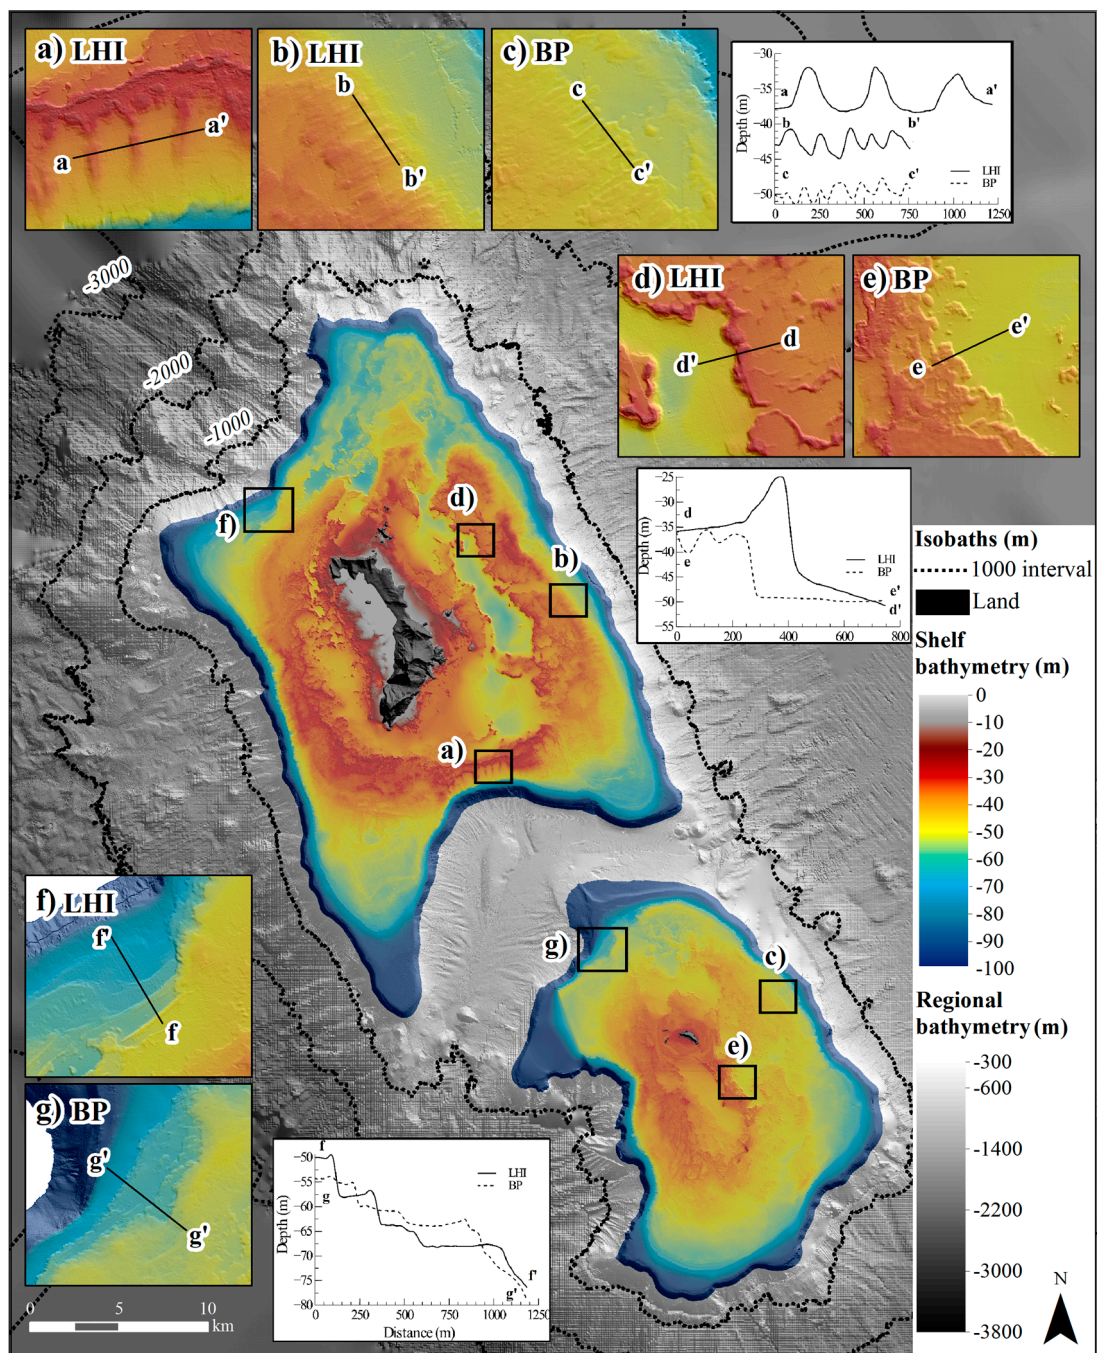 a) LHI
a
a'
b) LHI
b
b'
c) BP
c
c'
−30
−35
−40
−45
−50
Depth (m)
a
a'
b
b'
c
c'
LHI
BP
0 250 500 750 1000 1250
d) LHI
d
d'
e) BP
e
e'
-3000
-2000
-1000
f)
d)
b)
a)
g)
c)
e)
−25
−30
−35
−40
−45
−50
−55
Depth (m)
d
e
e'
d'
LHI
BP
0 200 400 600 800
Isobaths (m)
1000 interval
Land
Shelf
bathymetry (m)
0
-10
-20
-30
-40
-50
-60
-70
-80
-90
-100
Regional
bathymetry (m)
-300
-600
-1400
-2200
-3000
-3800
N
f) LHI
f'
f
g) BP
g'
g'
0 5 10
km
−50
−55
−60
−65
−70
−75
−80
Depth (m)
f
g
f'
g'
LHI
BP
0 250 500 750 1000 1250
Distance (m)